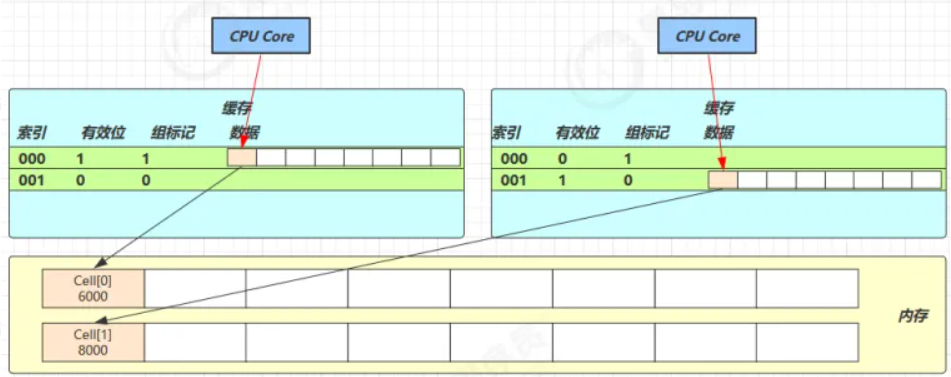 CPU Core
CPU Core
缓存
索引 有效位 组标记 数据
000 1 1
001 0 0
缓存
索引 有效位 组标记 数据
000 0 1
001 1 0
Cell[0]
6000
Cell[1]
8000
内存